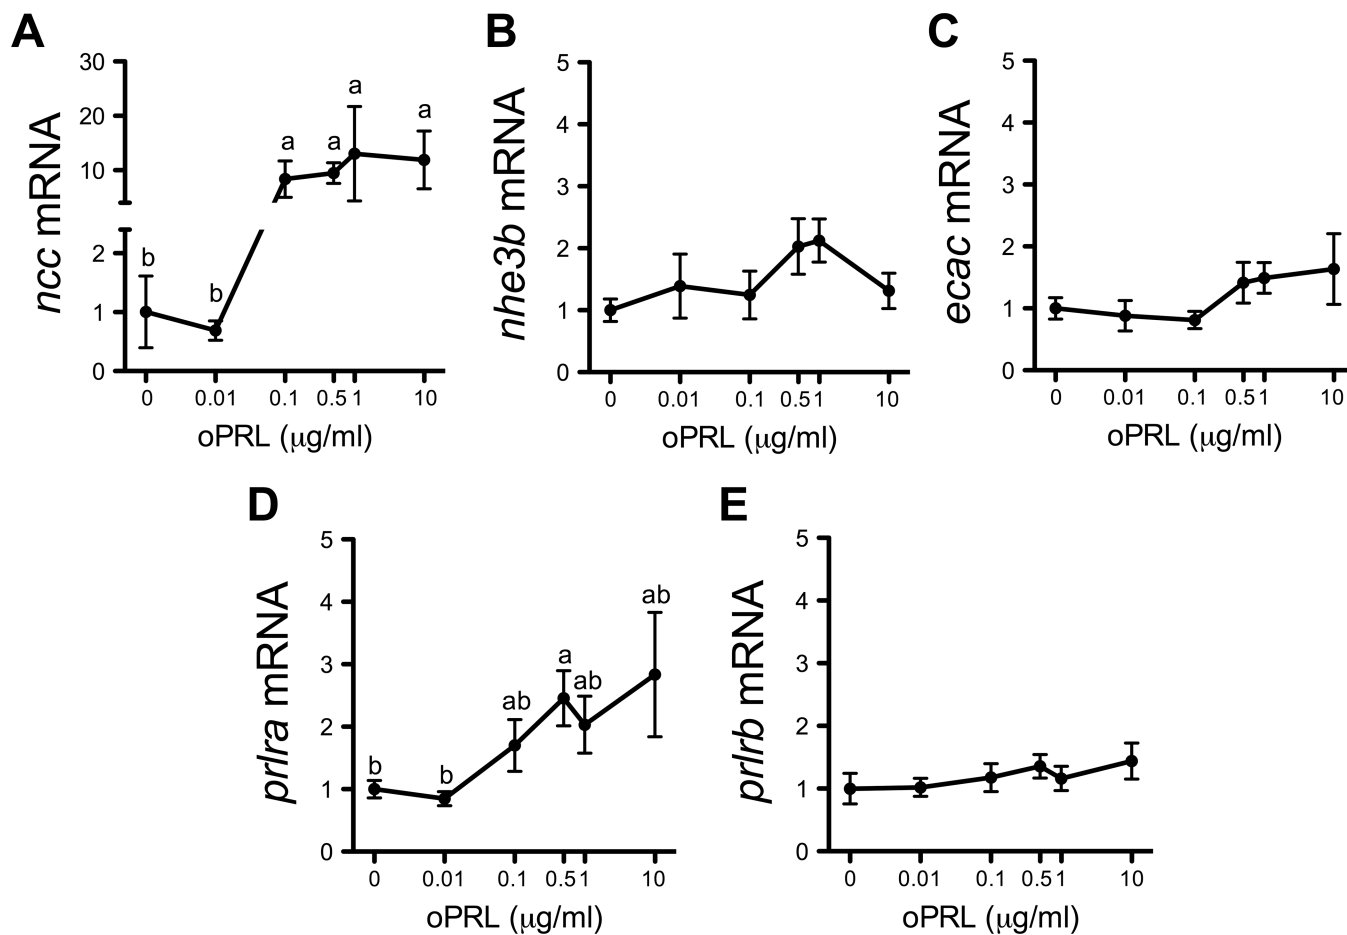 A
30
20
10
2
1
0
ncc mRNA
b
b
a
a
a
a
0 0.01 0.1 0.5 1 10
oPRL (μg/ml)
B
5
4
3
2
1
0
nhe3b mRNA
0 0.01 0.1 0.5 1 10
oPRL (μg/ml)
C
5
4
3
2
1
0
ecac mRNA
0 0.01 0.1 0.5 1 10
oPRL (μg/ml)
D
5
4
3
2
1
0
prlra mRNA
b
b
ab
a
ab
ab
0 0.01 0.1 0.5 1 10
oPRL (μg/ml)
E
5
4
3
2
1
0
prlrb mRNA
0 0.01 0.1 0.5 1 10
oPRL (μg/ml)